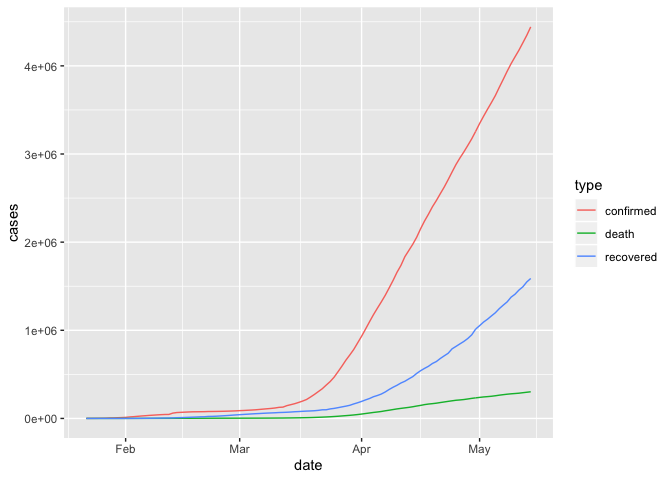 4e+06
3e+06
2e+06
1e+06
0e+00
cases
Feb Mar Apr May
date
type
confirmed
death
recovered